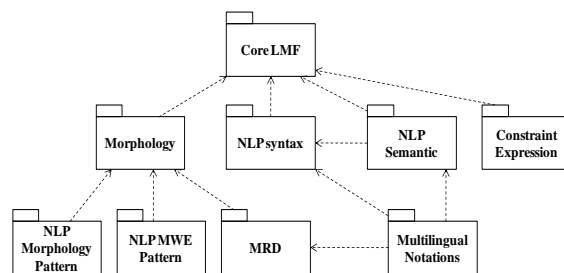 Core LMF
Morphology
NLP syntax
NLP
Semantic
Constraint
Expression
NLP
Morphology
Pattern
NLP MWE
Pattern
MRD
Multilingual
Notations